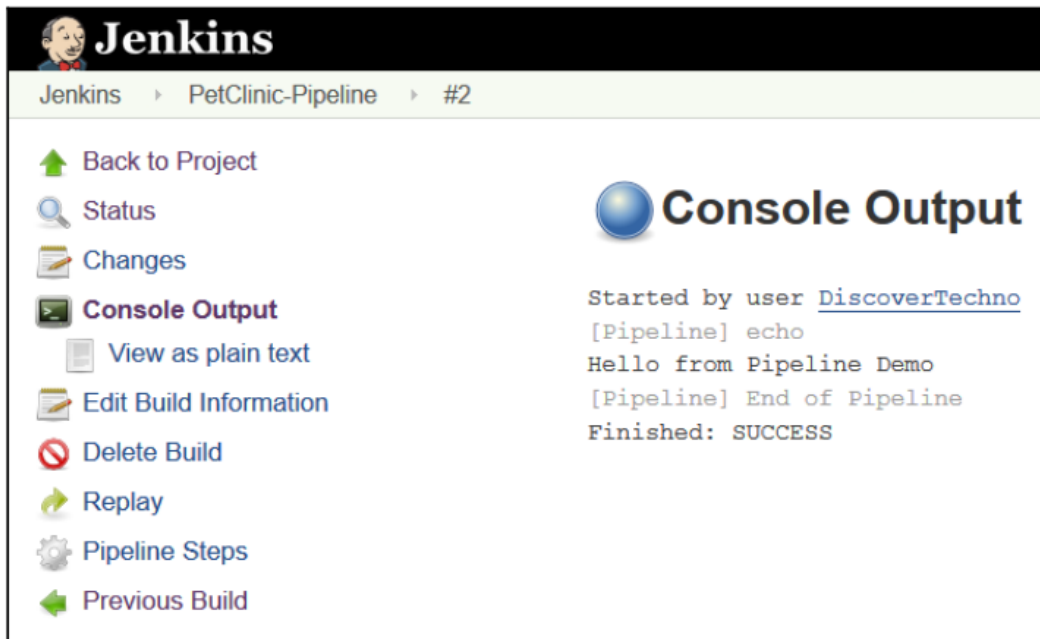 Jenkins
Jenkins PetClinic-Pipeline #2
Back to Project
Status
Changes
Console Output
View as plain text
Edit Build Information
Delete Build
Replay
Pipeline Steps
Previous Build
Console Output
Started by user DiscoverTechno
[Pipeline] echo
Hello from Pipeline Demo
[Pipeline] End of Pipeline
Finished: SUCCESS